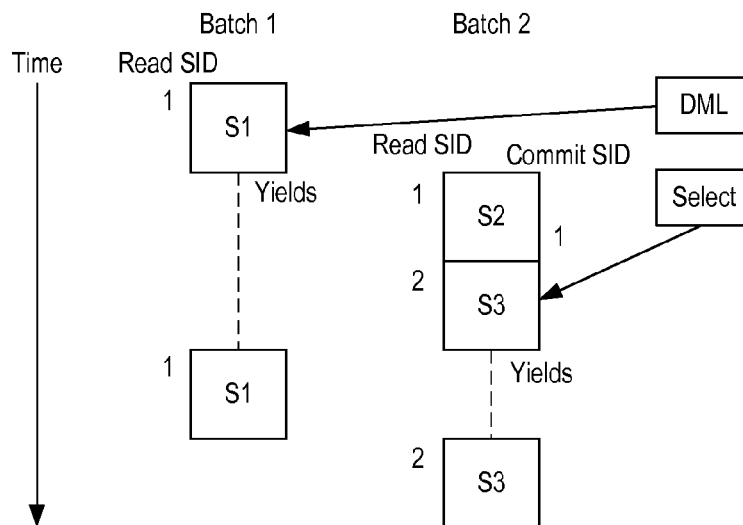 Batch 1
Batch 2
Time
Read SID
1
S1
DML
Read SID
Commit SID
Yields
1
S2
Select
1
2
S3
1
S1
Yields
2
S3